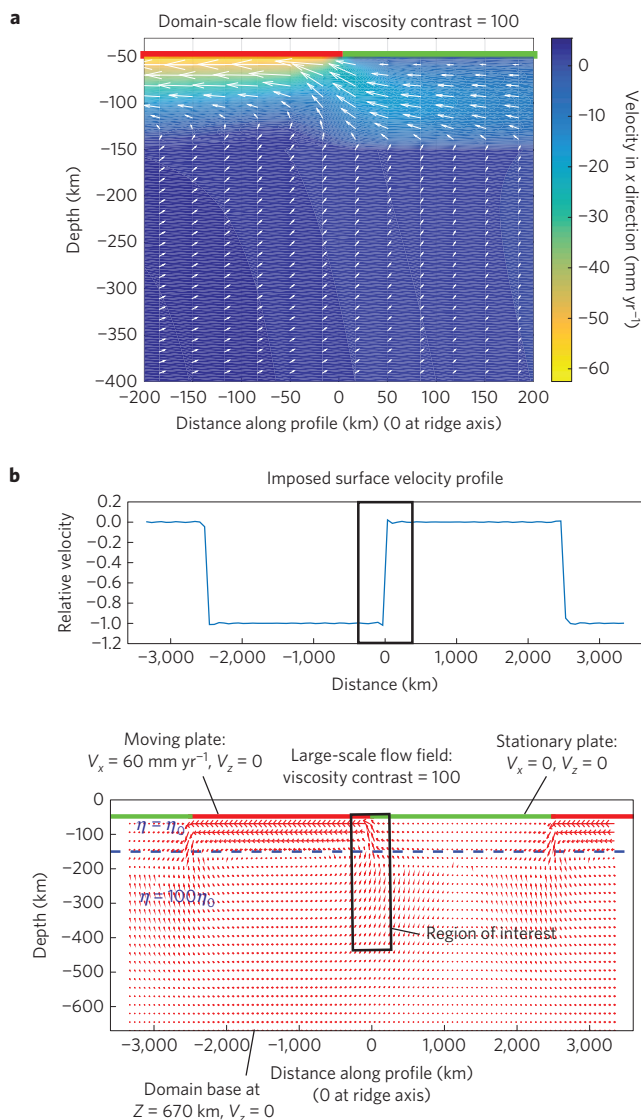 a
Domain-scale flow field: viscosity contrast = 100
−50
−100
−150
−200
−250
−300
−350
−400
Depth (km)
−200 −150 −100 −50 0 50 100 150 200
Distance along profile (km) (0 at ridge axis)
0
−10
−20
−30
−40
−50
−60
Velocity in x direction (mm yr⁻¹)
b
Imposed surface velocity profile
0.2
0.0
−0.2
−0.4
−0.6
−0.8
−1.0
−1.2
Relative velocity
−3,000 −2,000 −1,000 0 1,000 2,000 3,000
Distance (km)
Moving plate:
Vx = 60 mm yr⁻¹, Vz = 0
Large-scale flow field:
viscosity contrast = 100
Stationary plate:
Vx = 0, Vz = 0
0
−100
−200
−300
−400
−500
−600
Depth (km)
η = η0
η = 100η0
Region of interest
−3,000 −2,000 −1,000 0 1,000 2,000 3,000
Distance along profile (km)
(0 at ridge axis)
Domain base at
Z = 670 km, Vz = 0